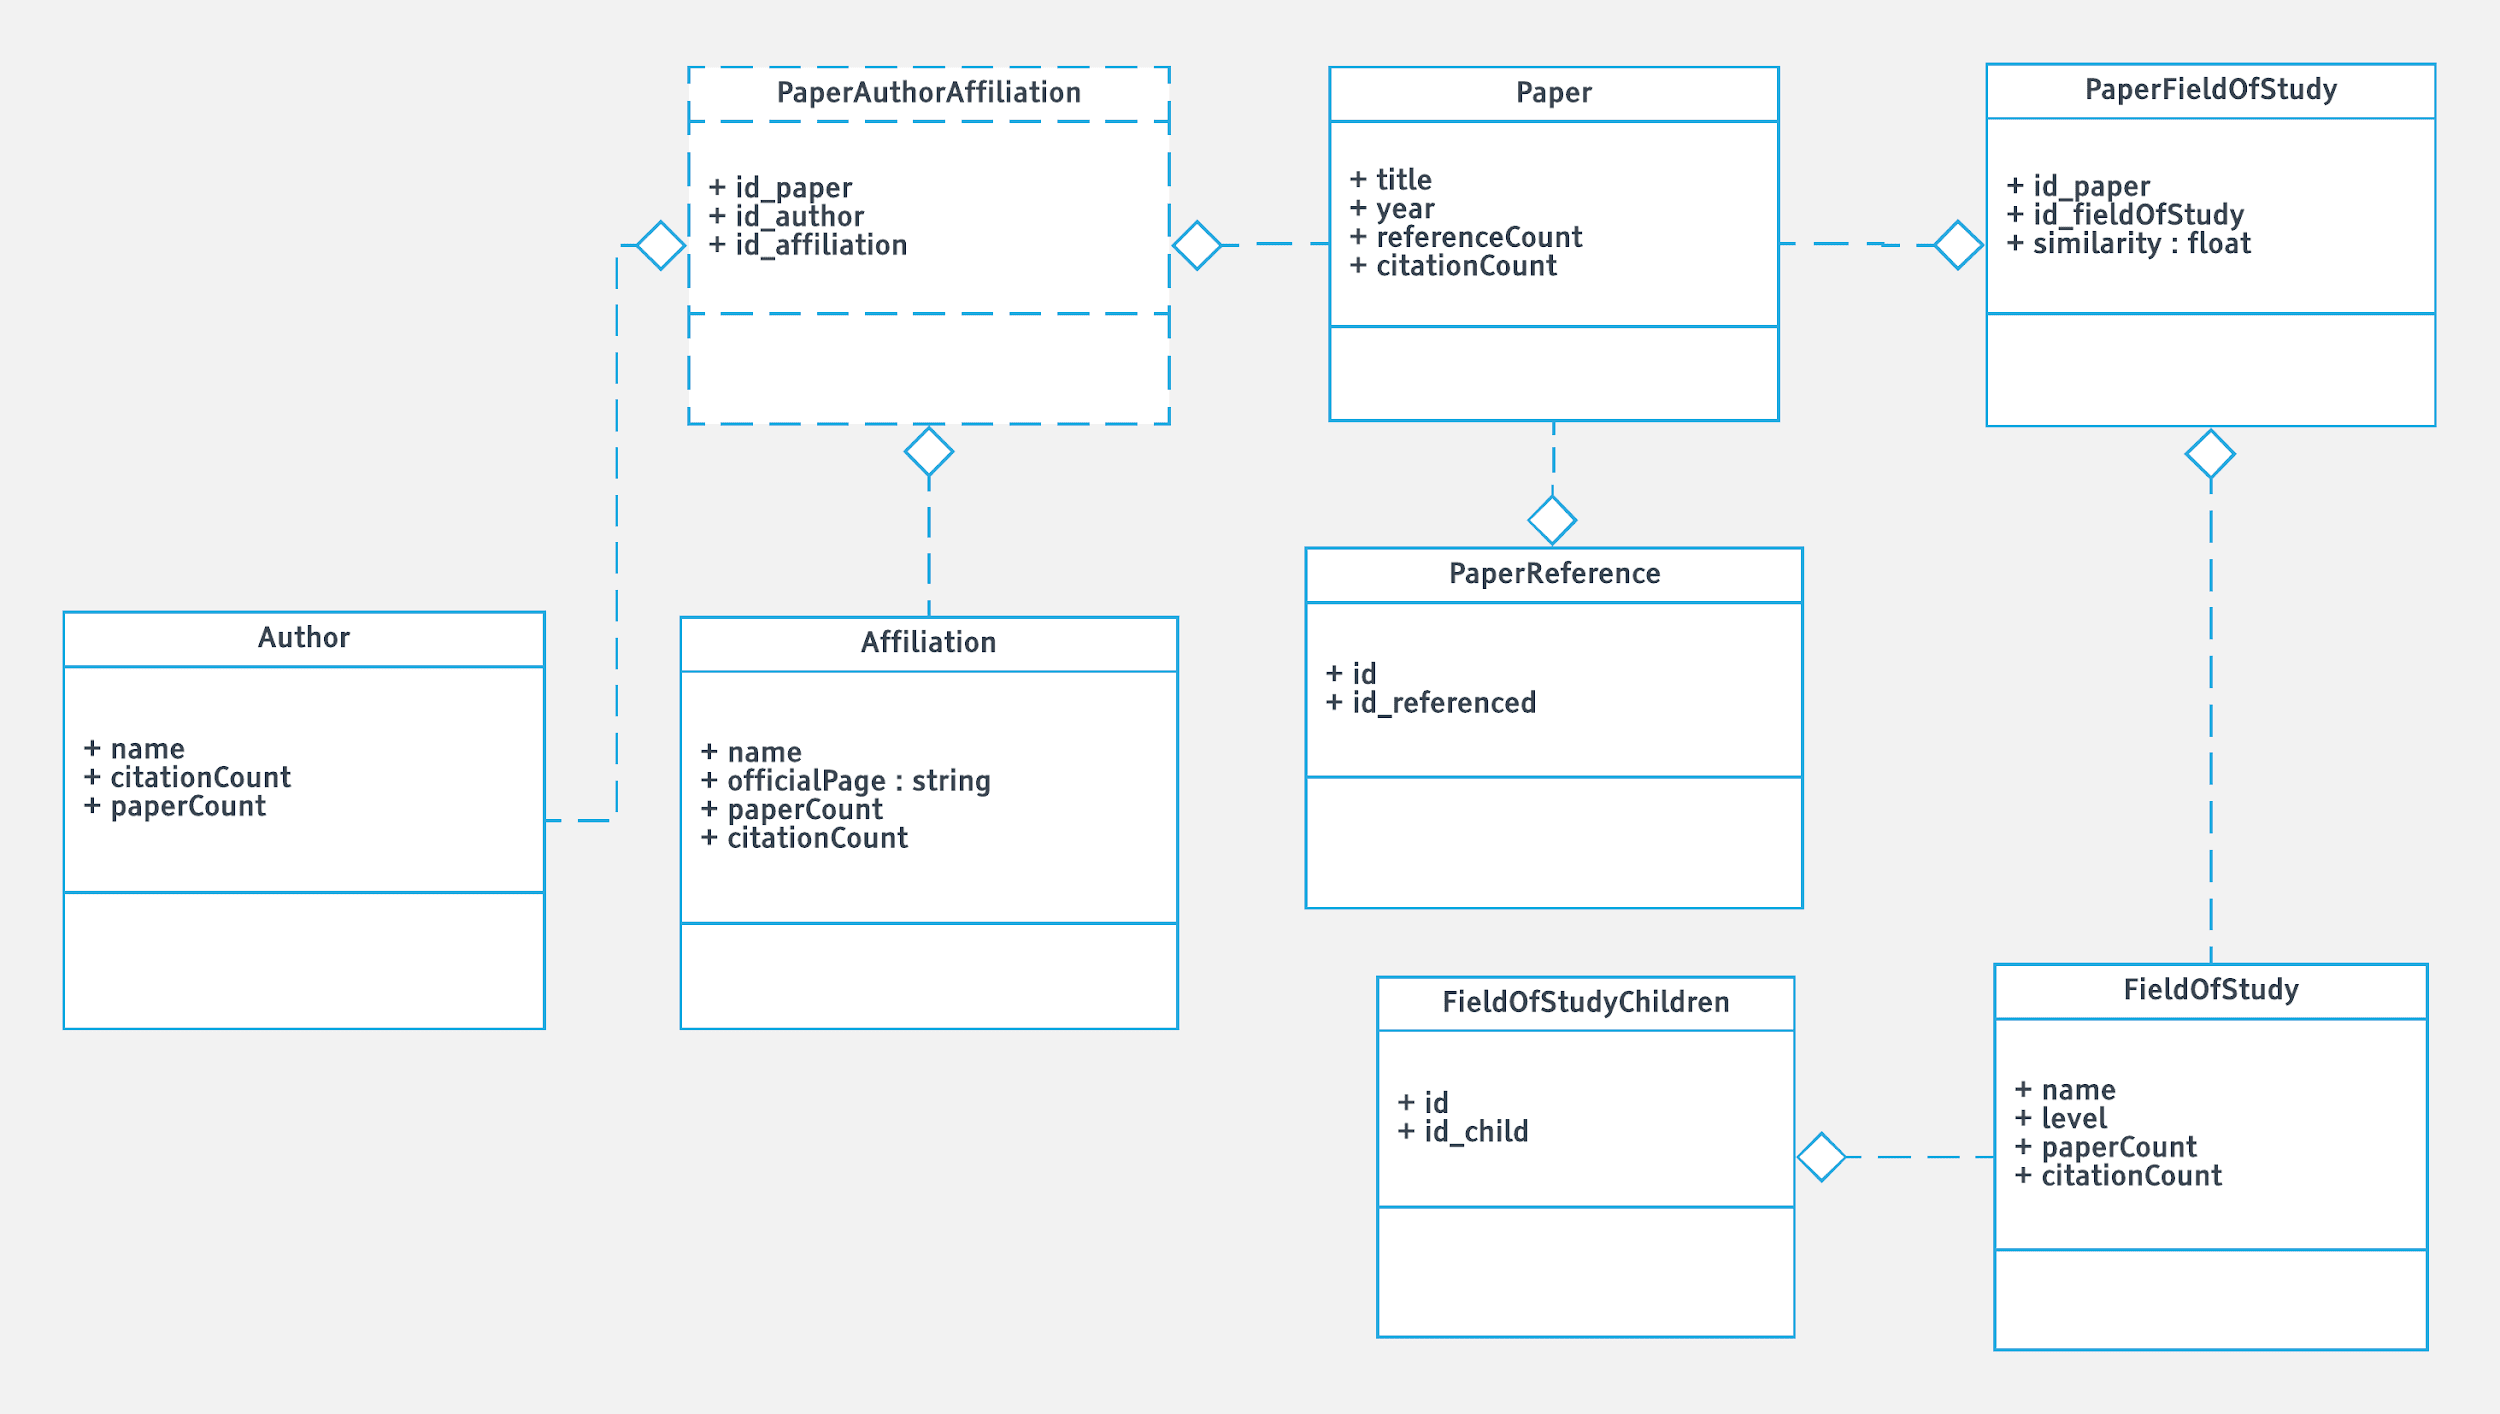 PaperAuthorAffiliation
+ id_paper
+ id_author
+ id_affiliation
Paper
+ title
+ year
+ referenceCount
+ citationCount
PaperFieldOfStudy
+ id_paper
+ id_fieldOfStudy
+ similarity : float
Author
+ name
+ citationCount
+ paperCount
Affiliation
+ name
+ officialPage : string
+ paperCount
+ citationCount
PaperReference
+ id
+ id_referenced
FieldOfStudyChildren
+ id
+ id_child
FieldOfStudy
+ name
+ level
+ paperCount
+ citationCount